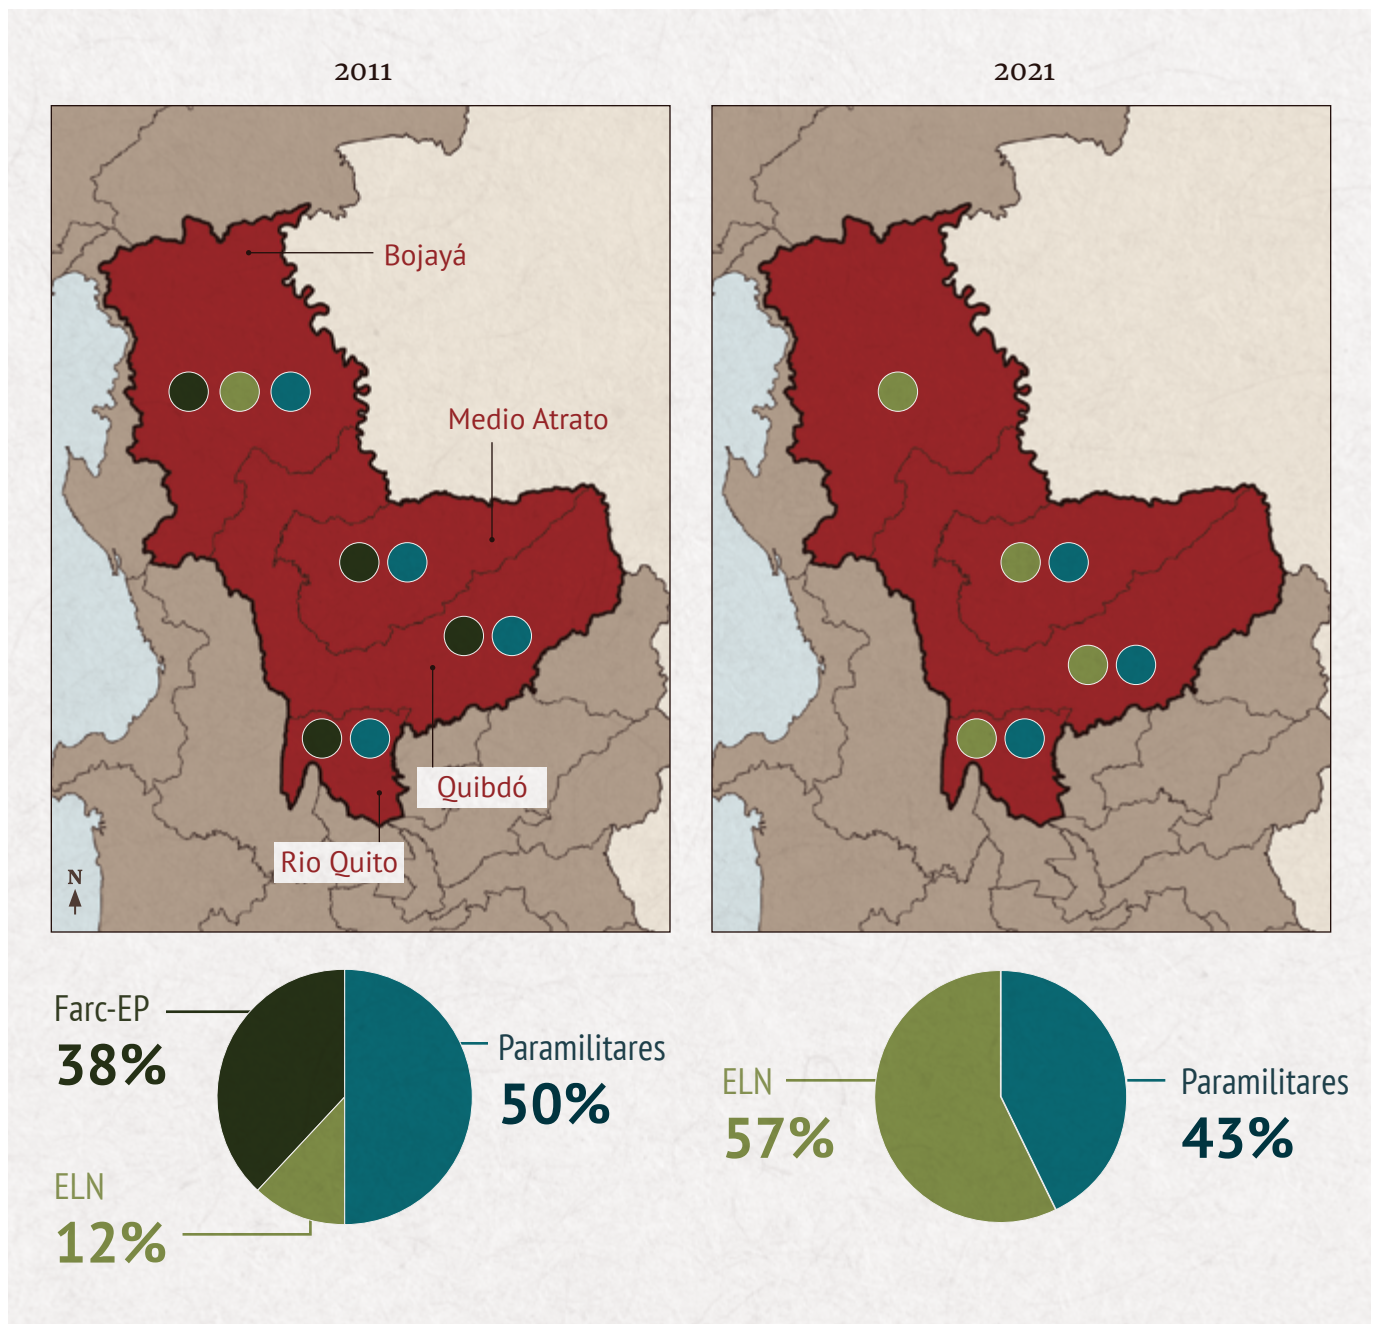 2011
2021
Bojayá
Medio Atrato
Quibdó
Rio Quito
N
Farc-EP
38%
Paramilitares
50%
ELN
12%
ELN
57%
Paramilitares
43%